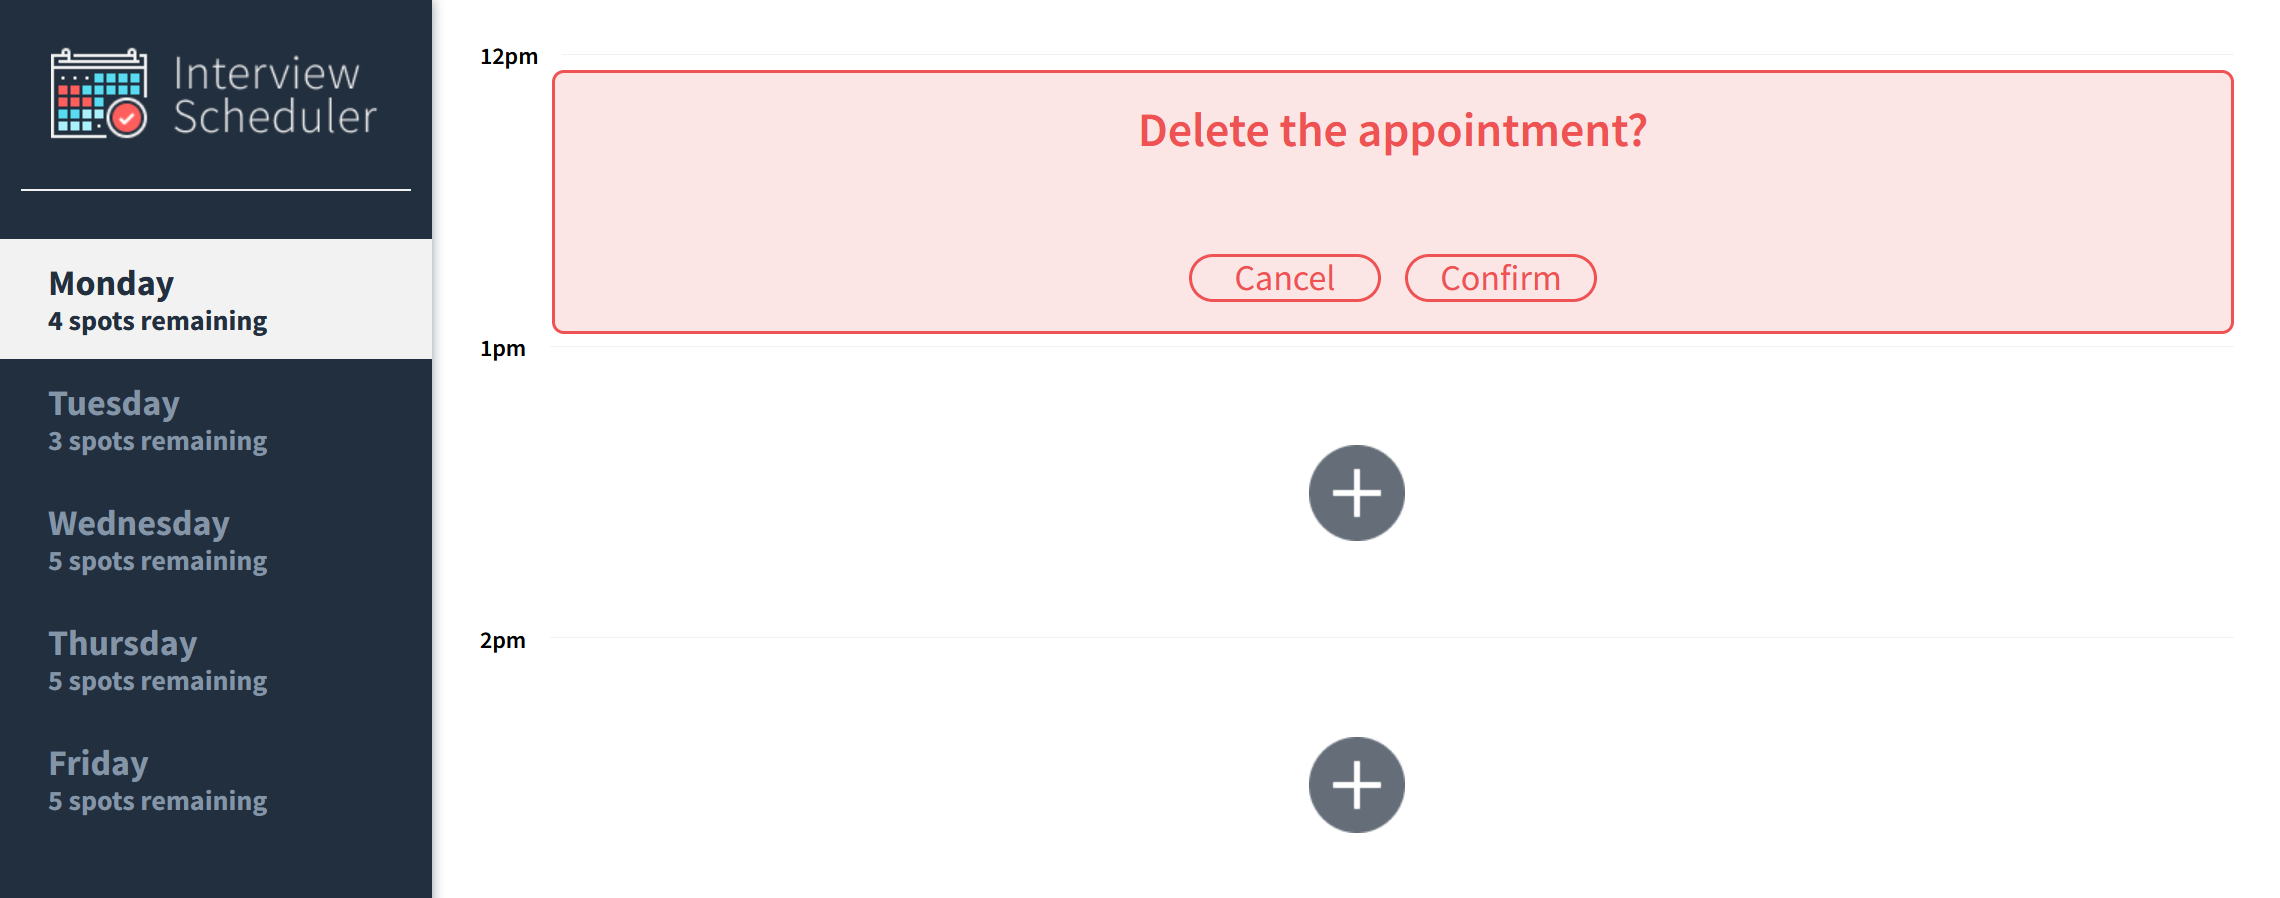 Interview
Scheduler
Monday
4 spots remaining
Tuesday
3 spots remaining
Wednesday
5 spots remaining
Thursday
5 spots remaining
Friday
5 spots remaining
12pm
Delete the appointment?
Cancel Confirm
1pm
2pm